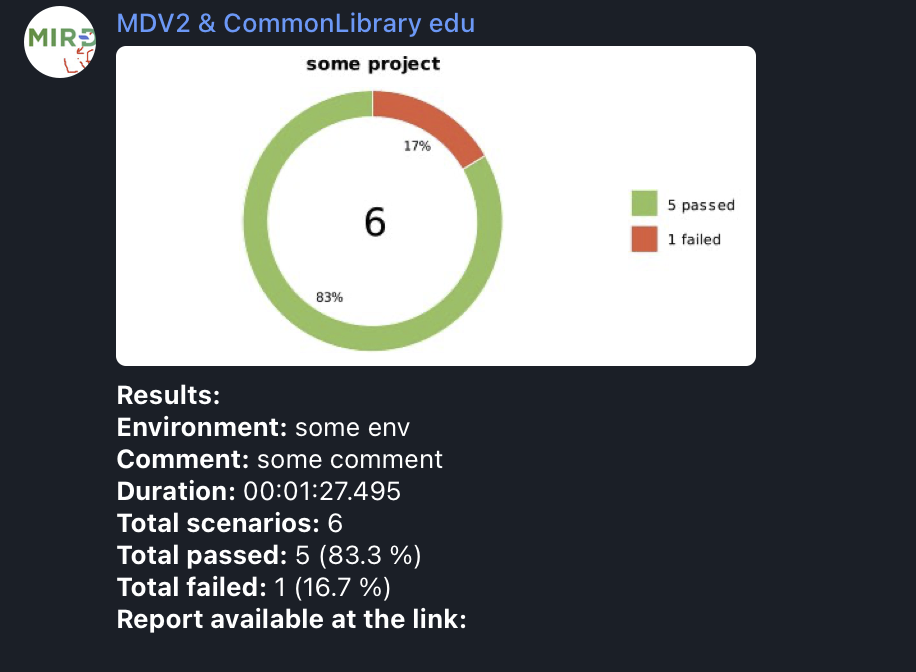 MDV2 & CommonLibrary edu
MIR
some project
17%
6
83%
5 passed
1 failed
Results:
Environment: some env
Comment: some comment
Duration: 00:01:27.495
Total scenarios: 6
Total passed: 5 (83.3 %)
Total failed: 1 (16.7 %)
Report available at the link: